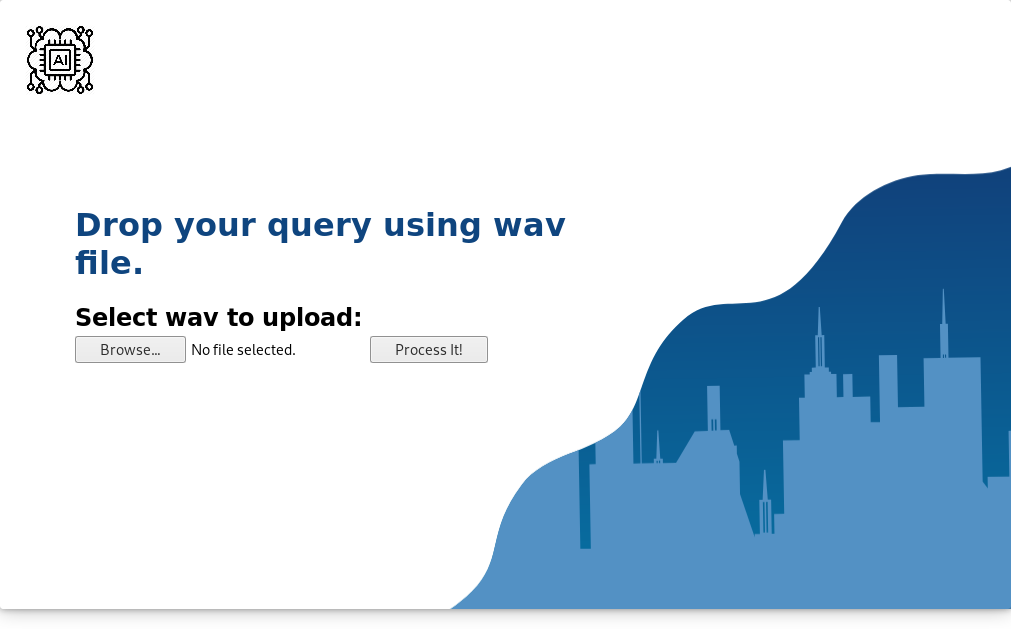 AI
Drop your query using wav
file.
Select wav to upload:
Browse... No file selected. Process It!